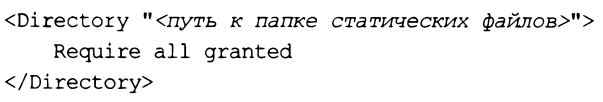 <Directory "<путь к папке статических файлов>">
    Require all granted
</Directory>